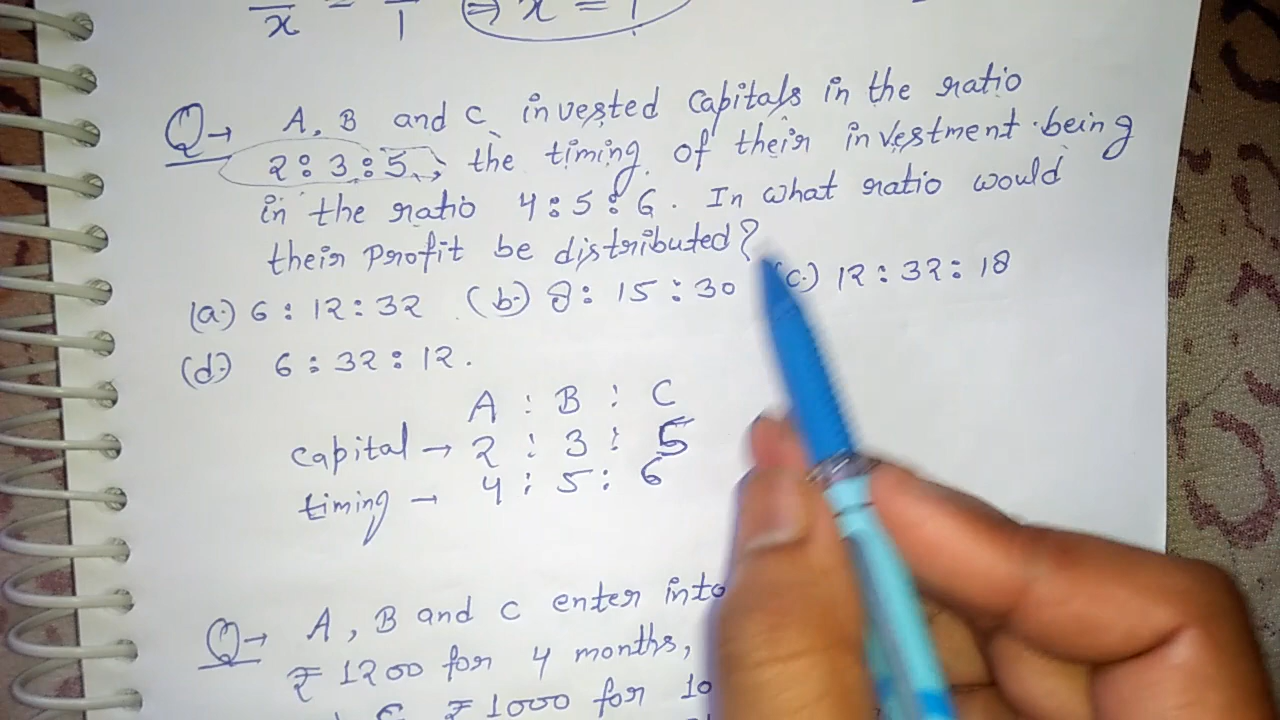 x = 1 ⇒ x = 1
Q→ A, B and C invested Capitals in the ratio
2:3:5, the timing of their investment being
in the ratio 4:5:6. In what ratio would
their profit be distributed?
(a.) 6 : 12 : 32 (b.) 8 : 15 : 30 (c.) 12 : 32 : 18
(d.) 6 : 32 : 12.
A : B : C
capital → 2 : 3 : 5
timing → 4 : 5 : 6
Q→ A, B and C enter into
₹ 1200 for 4 months,
₹ 1000 for 10